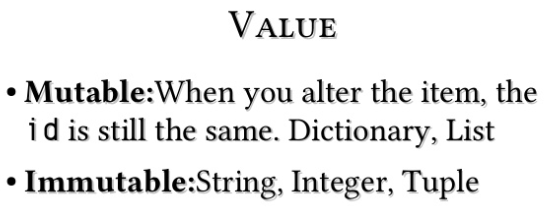 VALUE
• Mutable:When you alter the item, the
id is still the same. Dictionary, List
• Immutable:String, Integer, Tuple